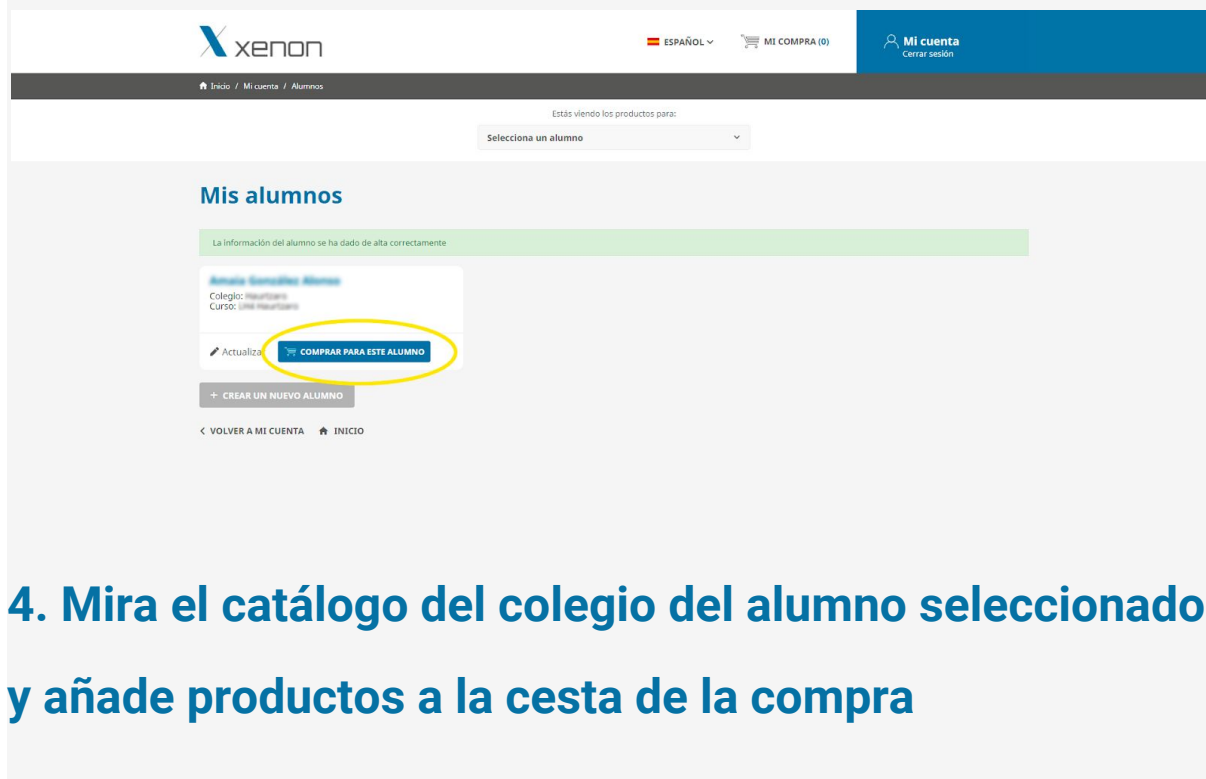 xenon
ESPAÑOL
MI COMPRA (0)
Mi cuenta
Cerrar sesión
Inicio / Mi cuenta / Alumnos
Estás viendo los productos para:
Selecciona un alumno
Mis alumnos
La información del alumno se ha dado de alta correctamente
Colegio:
Curso:
COMPRAR PARA ESTE ALUMNO
+ CREAR UN NUEVO ALUMNO
< VOLVER A MI CUENTA
INICIO
4. Mira el catálogo del colegio del alumno seleccionado
y añade productos a la cesta de la compra